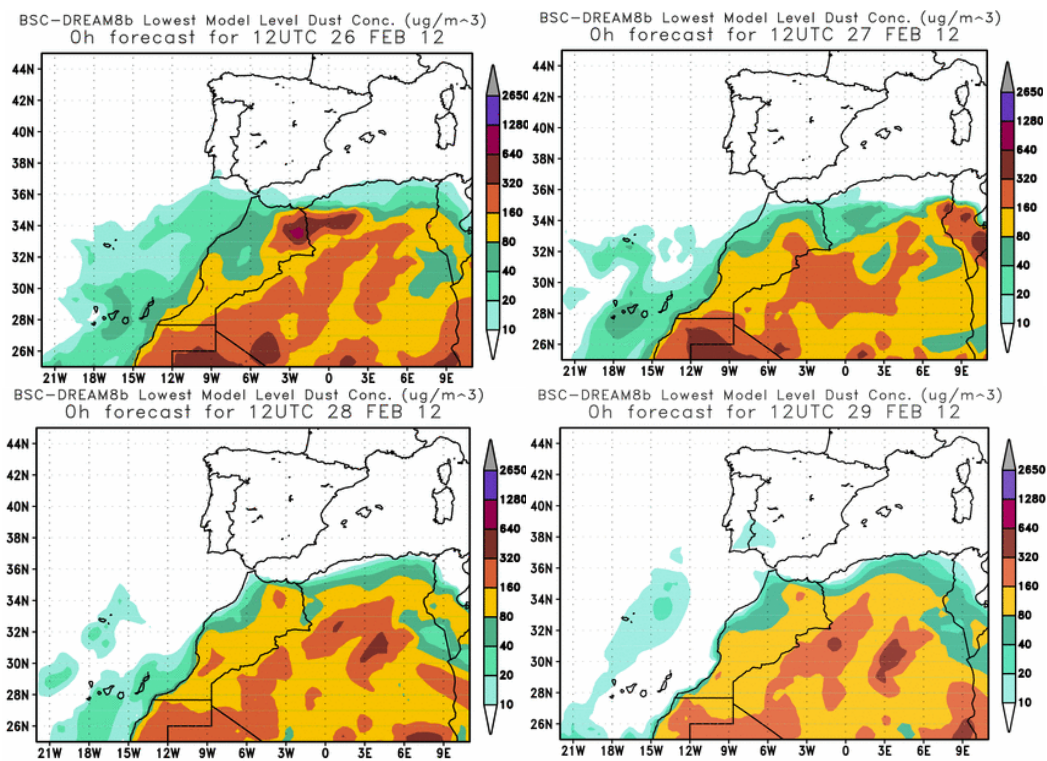 BSC-DREAM8b Lowest Model Level Dust Conc. (ug/m^3)
0h forecast for 12UTC 26 FEB 12
44N
42N
40N
38N
36N
34N
32N
30N
28N
26N
21W 18W 15W 12W 9W 6W 3W 0 3E 6E 9E
2650
1280
640
320
160
80
40
20
10
BSC-DREAM8b Lowest Model Level Dust Conc. (ug/m^3)
0h forecast for 12UTC 27 FEB 12
44N
42N
40N
38N
36N
34N
32N
30N
28N
26N
21W 18W 15W 12W 9W 6W 3W 0 3E 6E 9E
2650
1280
640
320
160
80
40
20
10
BSC-DREAM8b Lowest Model Level Dust Conc. (ug/m^3)
0h forecast for 12UTC 28 FEB 12
44N
42N
40N
38N
36N
34N
32N
30N
28N
26N
21W 18W 15W 12W 9W 6W 3W 0 3E 6E 9E
2650
1280
640
320
160
80
40
20
10
BSC-DREAM8b Lowest Model Level Dust Conc. (ug/m^3)
0h forecast for 12UTC 29 FEB 12
44N
42N
40N
38N
36N
34N
32N
30N
28N
26N
21W 18W 15W 12W 9W 6W 3W 0 3E 6E 9E
2650
1280
640
320
160
80
40
20
10